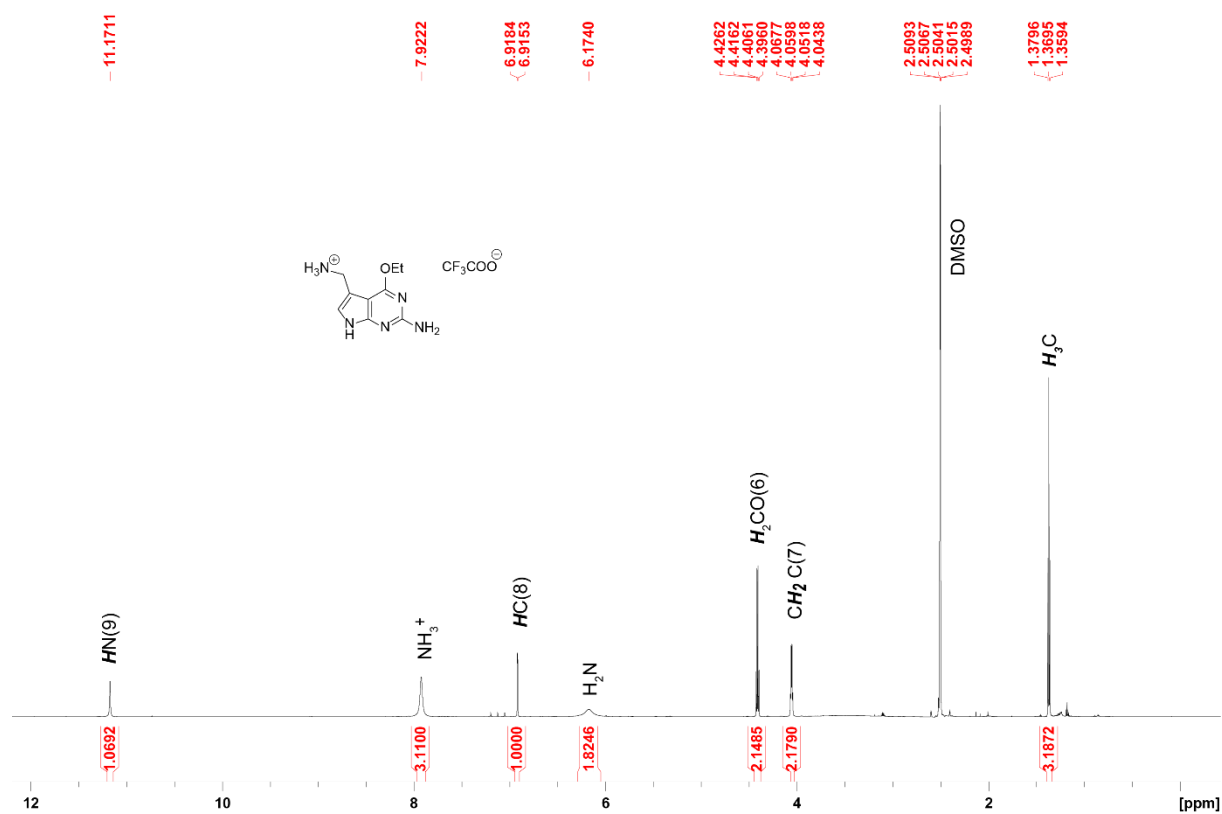 11.1711
7.9222
6.9184
6.9153
6.1740
4.4262
4.4162
4.4061
4.3960
4.0677
4.0598
4.0518
4.0438
2.5093
2.5067
2.5041
2.5015
2.4989
1.3796
1.3695
1.3594
H₃N⊕
OEt
CF₃COO⊖
N
N
H
N
NH₂
HN(9)
NH₃⁺
HC(8)
H₂N
H₂CO(6)
CH₂ C(7)
DMSO
H₃C
1.0692
3.1100
1.0000
1.8246
2.1485
2.1790
3.1872
12 10 8 6 4 2 [ppm]